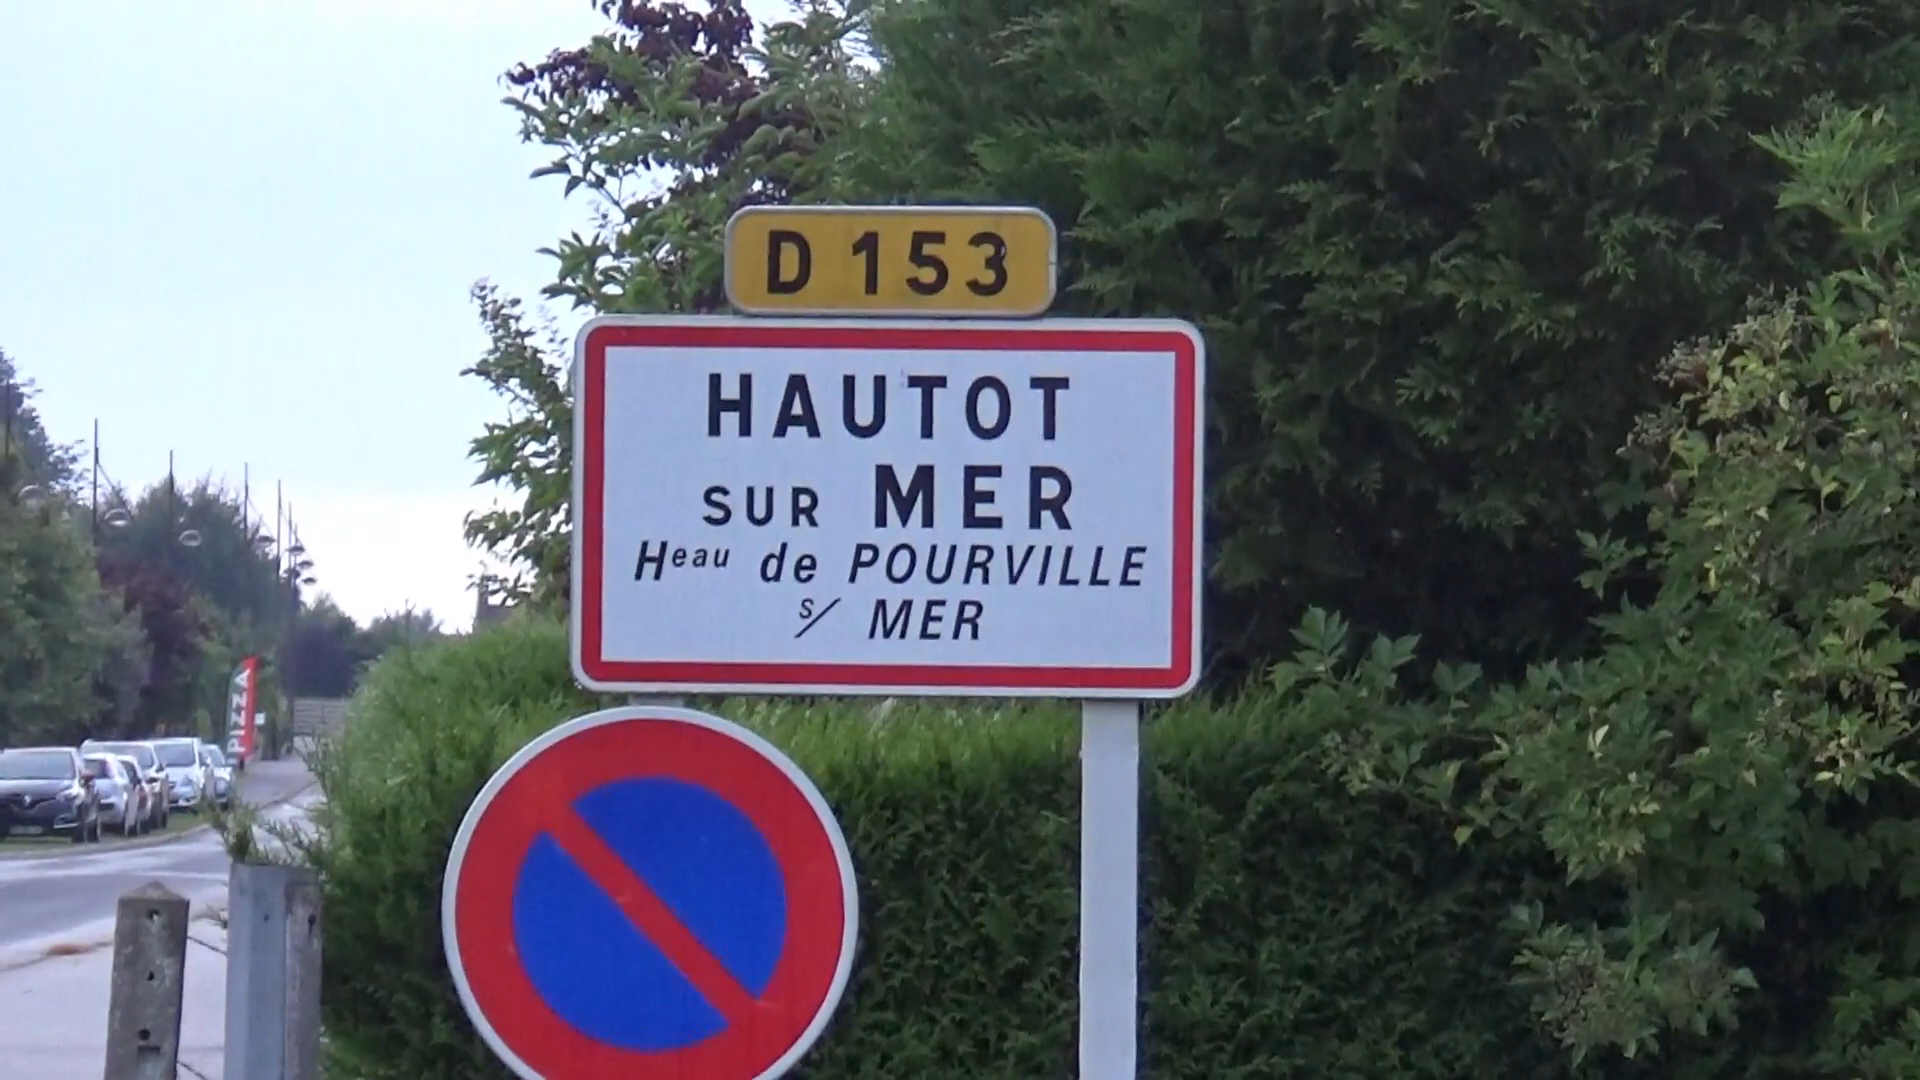 D 153
HAUTOT
SUR MER
Heau de POURVILLE
s/ MER
PIZZA